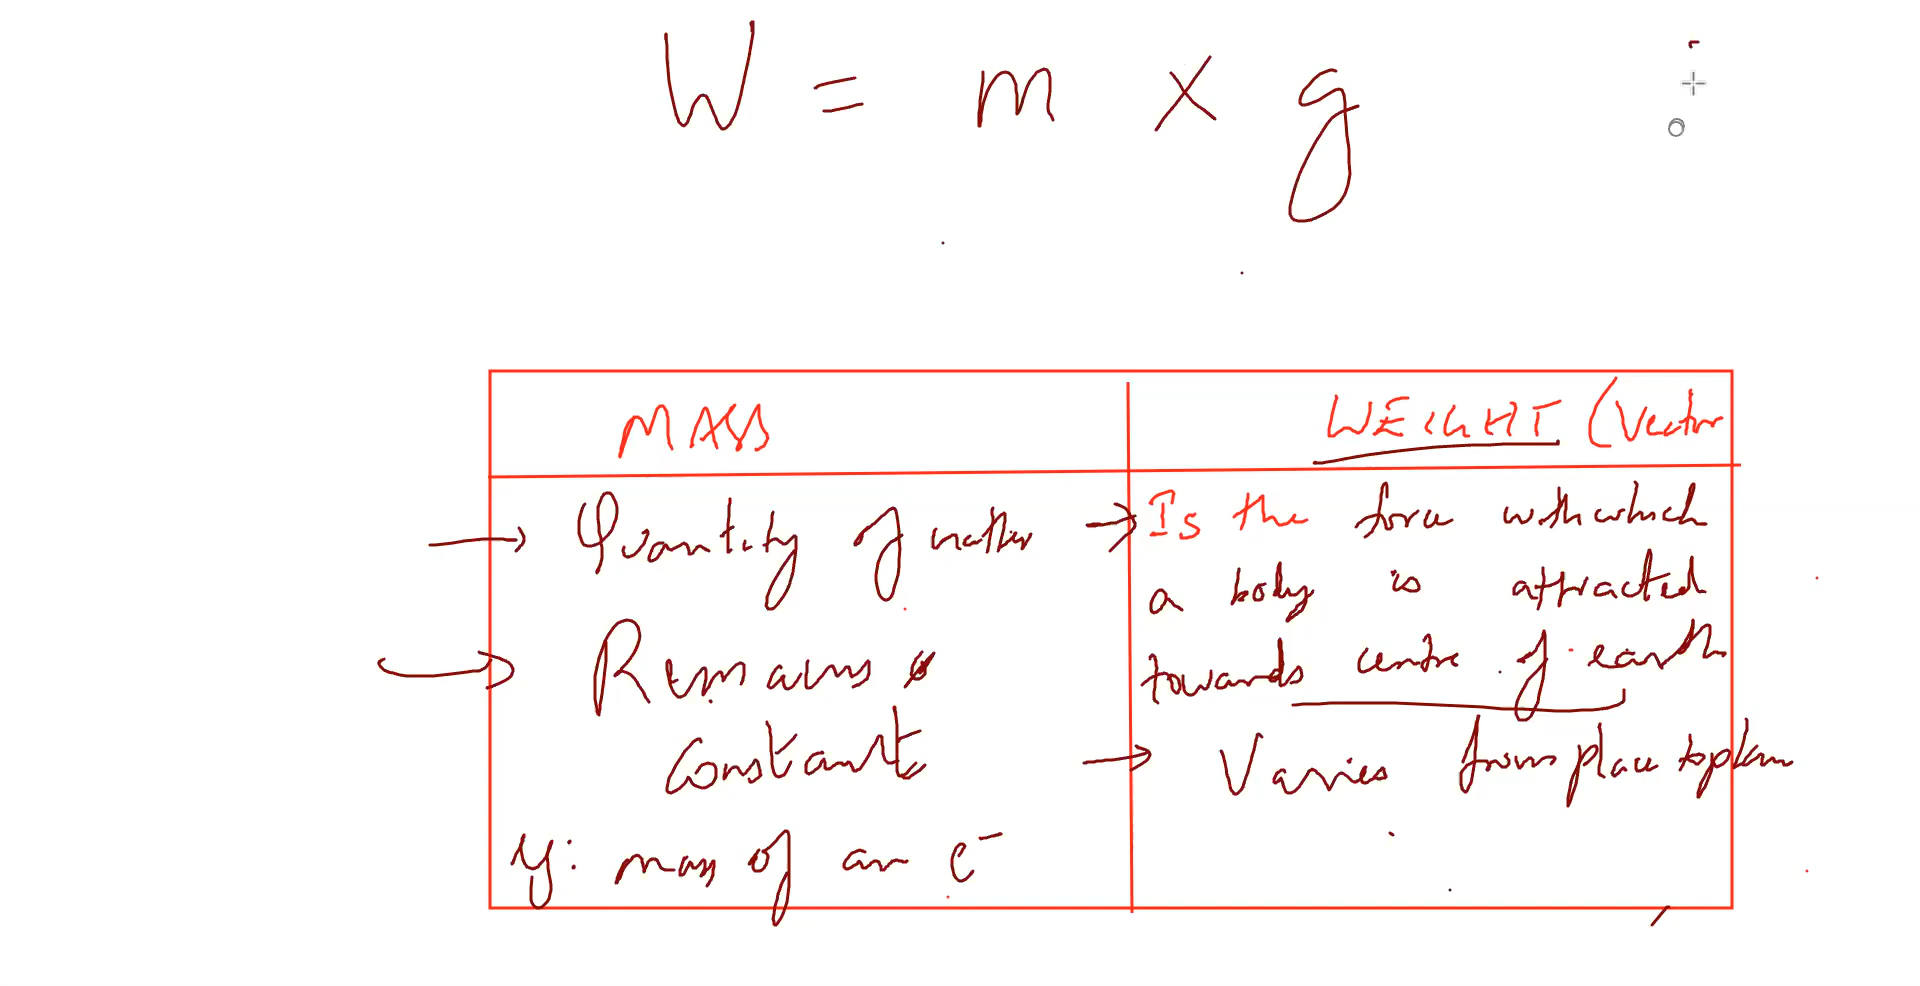 W = m × g
MASS
WEIGHT (Vector
→ Quantity of matter
→ Remains
constant
eg: mass of an e⁻
→ Is the force with which
a body is attracted
towards centre of earth
→ Varies from place to place